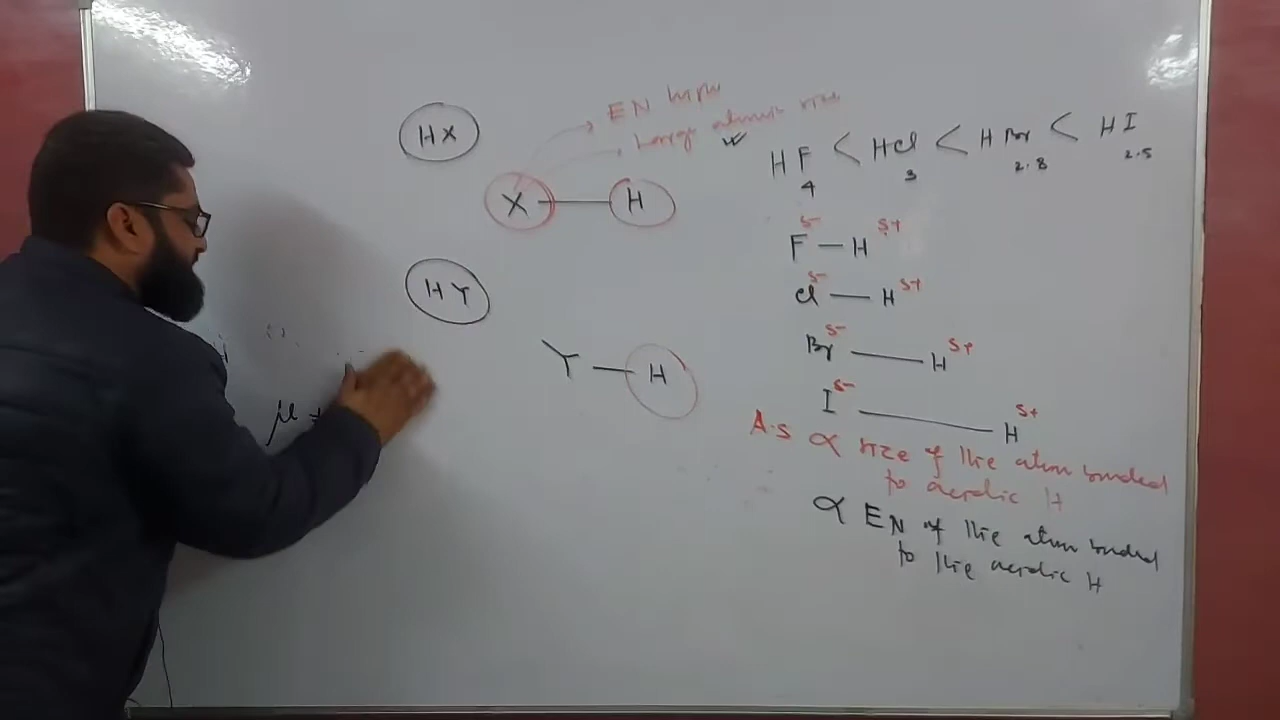 HX
EN
Large atomic size
X — H
HF < HCl < HBr < HI
4 3 2.8 2.5
δ- δ+
F — H
δ- δ+
Cl — H
HY
δ- δ+
Br — H
Y — H
δ- δ+
I — H
μ
A.S ∝ size of the atom bonded
to acidic H
∝ EN of the atom bonded
to the acidic H